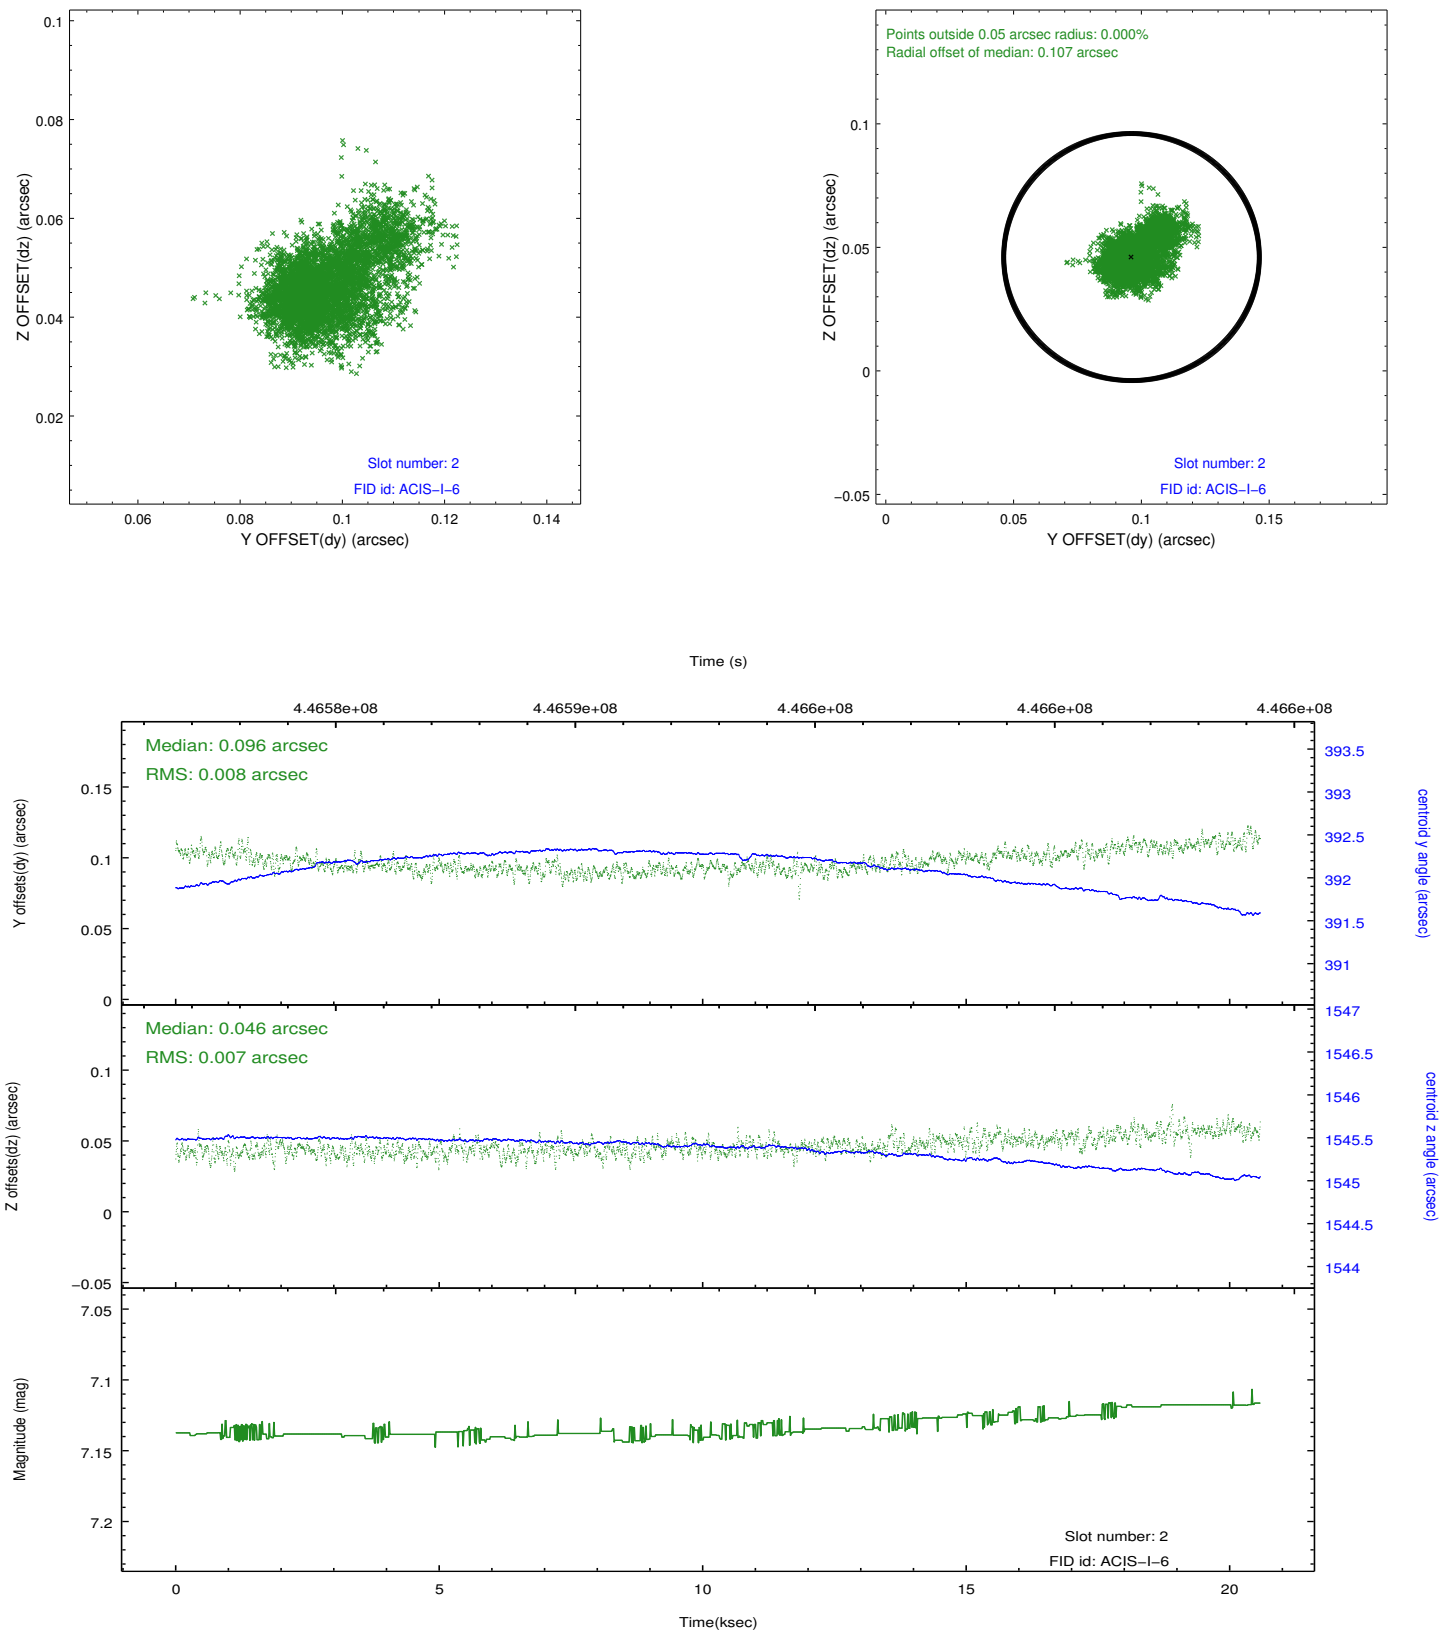 0.1
0.08
0.06
0.04
0.02
Z OFFSET(dz) (arcsec)
Slot number: 2
FID id: ACIS−I−6
0.06 0.08 0.1 0.12 0.14
Y OFFSET(dy) (arcsec)
Points outside 0.05 arcsec radius: 0.000%
Radial offset of median: 0.107 arcsec
0.1
0.05
0
−0.05
Z OFFSET(dz) (arcsec)
Slot number: 2
FID id: ACIS−I−6
0 0.05 0.1 0.15
Y OFFSET(dy) (arcsec)
Time (s)
4.4658e+08 4.4659e+08 4.466e+08 4.466e+08 4.466e+08
Median: 0.096 arcsec
RMS: 0.008 arcsec
0.15
0.1
0.05
0
Y offsets(dy) (arcsec)
393.5
393
392.5
392
391.5
391
centroid y angle (arcsec)
Median: 0.046 arcsec
RMS: 0.007 arcsec
0.1
0.05
0
−0.05
Z offsets(dz) (arcsec)
1547
1546.5
1546
1545.5
1545
1544.5
1544
centroid z angle (arcsec)
7.05
7.1
7.15
7.2
Magnitude (mag)
Slot number: 2
FID id: ACIS−I−6
0 5 10 15 20
Time(ksec)